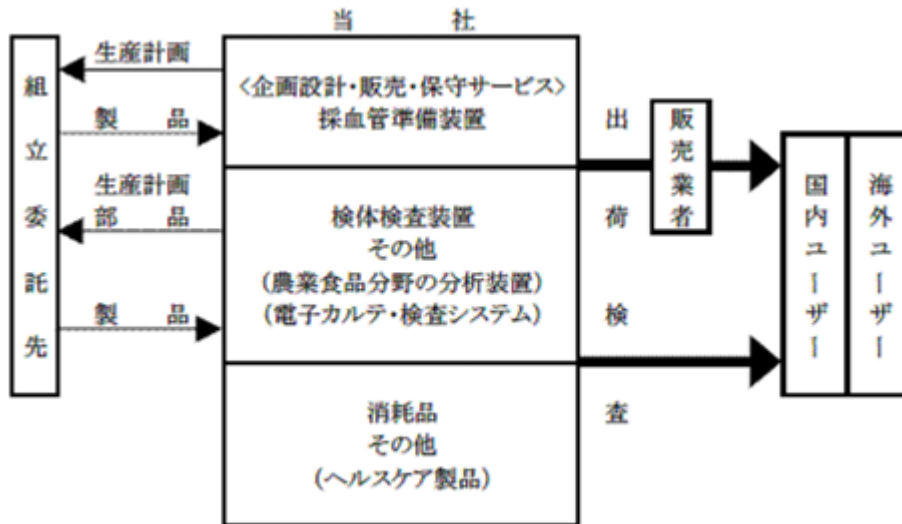 当 社
組立委託先
生産計画
製 品
生産計画
部 品
製 品
<企画設計・販売・保守サービス>
採血管準備装置
検体検査装置
その他
(農業食品分野の分析装置)
(電子カルテ・検査システム)
消耗品
その他
(ヘルスケア製品)
出荷検査
販売業者
国内ユーザー
海外ユーザー